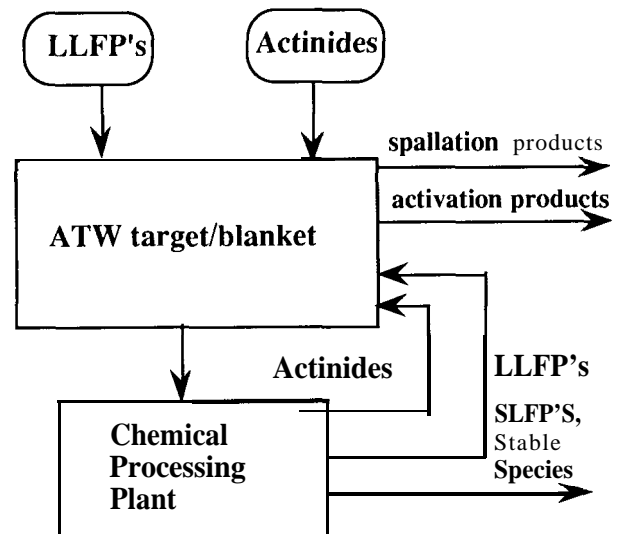 LLFP's
Actinides
spallation products
activation products
ATW target/blanket
Actinides
LLFP's
SLFP'S,
Stable
Species
Chemical
Processing
Plant